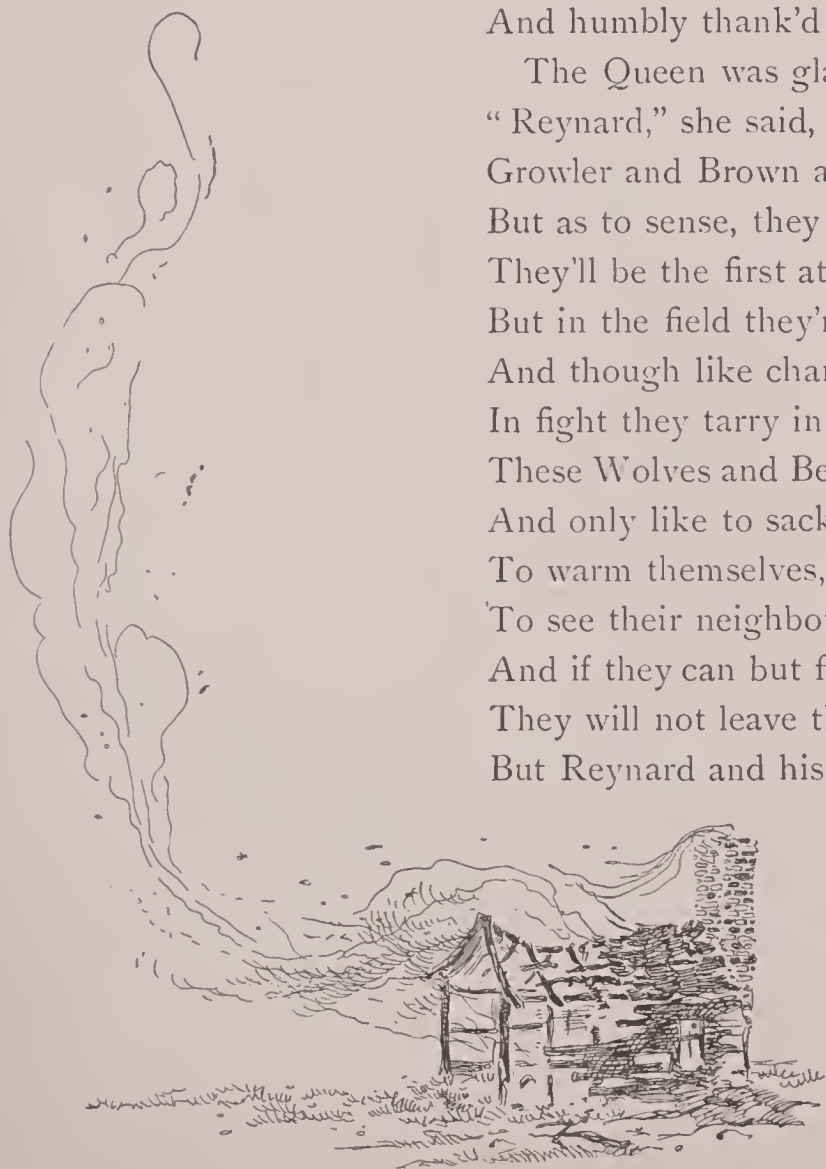 And humbly thank'd
The Queen was gla
“ Reynard,” she said,
Growler and Brown a
But as to sense, they
They'll be the first at
But in the field they'r
And though like char
In fight they tarry in
These Wolves and Be
And only like to sack
To warm themselves,
To see their neighbo
And if they can but f
They will not leave t
But Reynard and his